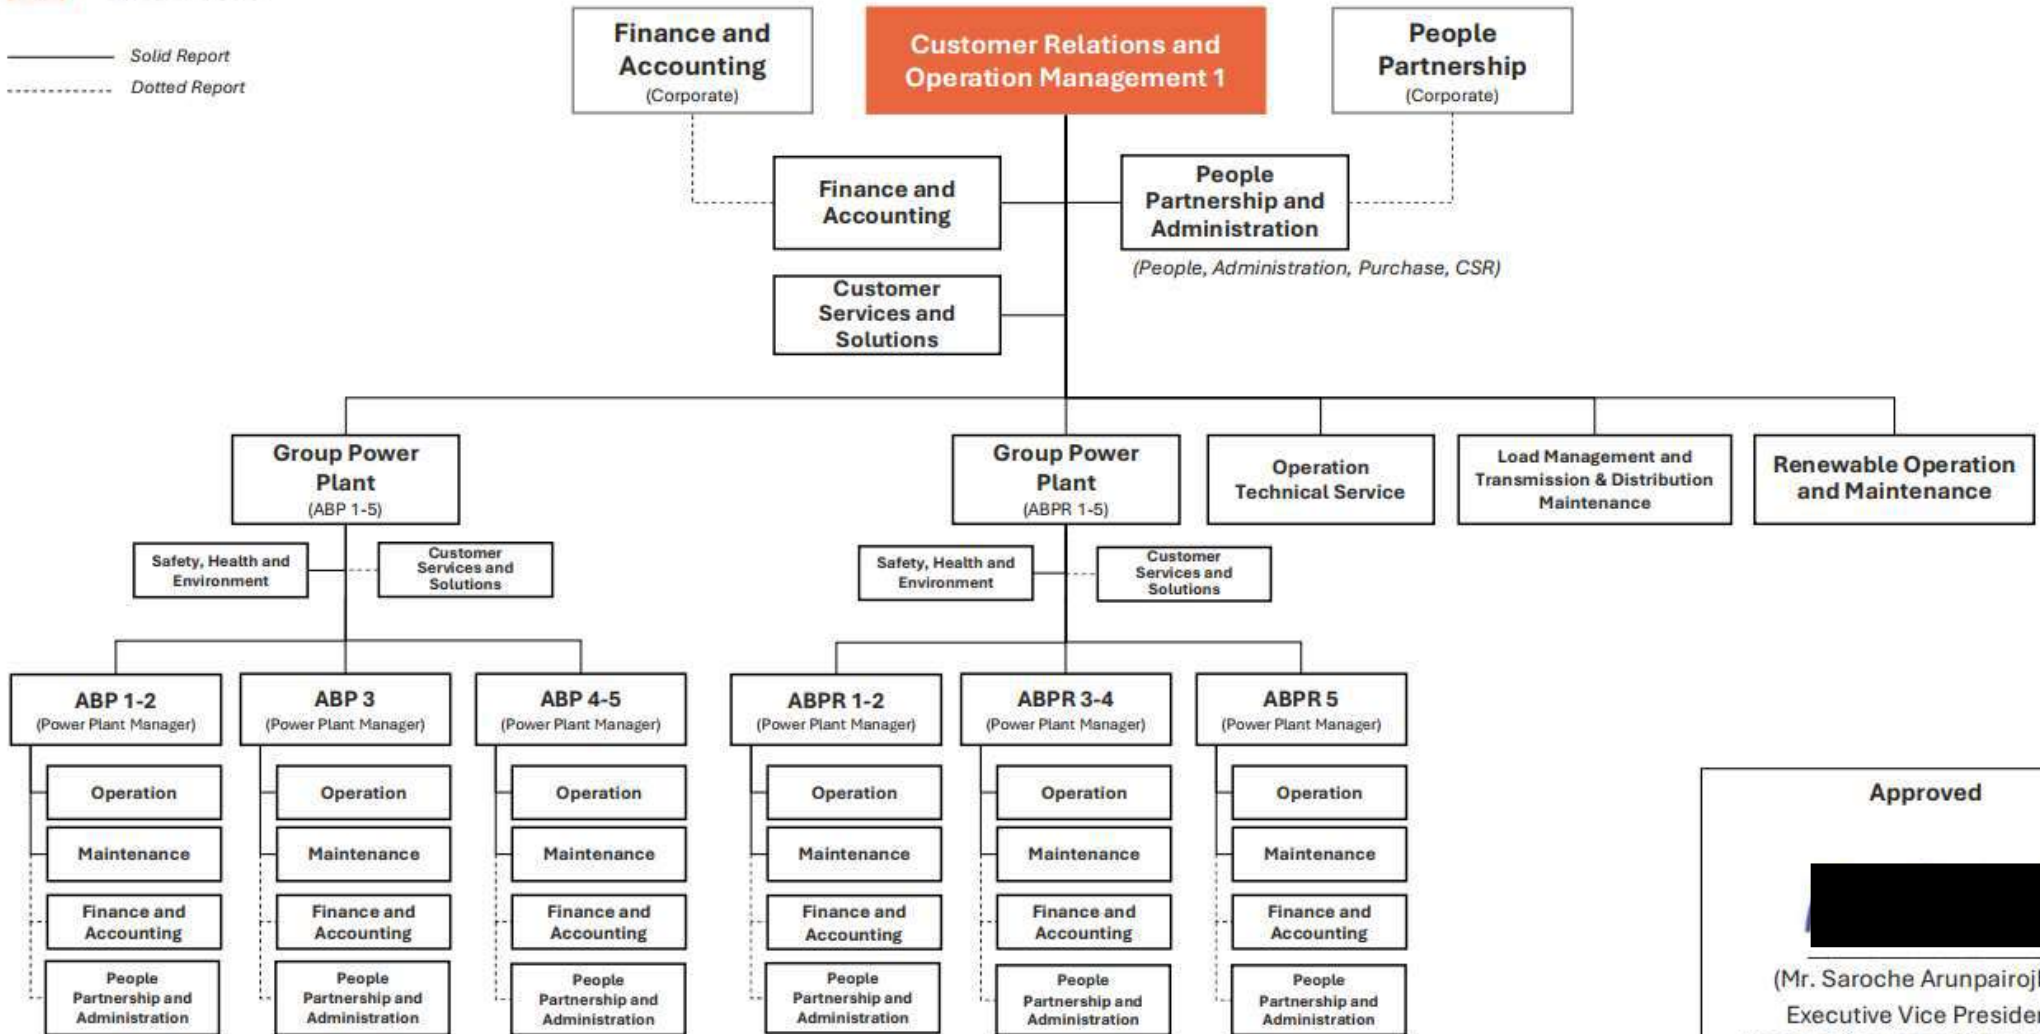 Solid Report
Dotted Report
Finance and
Accounting
(Corporate)
Customer Relations and
Operation Management 1
People
Partnership
(Corporate)
Finance and
Accounting
People
Partnership and
Administration
(People, Administration, Purchase, CSR)
Customer
Services and
Solutions
Group Power
Plant
(ABP 1-5)
Group Power
Plant
(ABPR 1-5)
Operation
Technical Service
Load Management and
Transmission & Distribution
Maintenance
Renewable Operation
and Maintenance
Safety, Health and
Environment
Customer
Services and
Solutions
Safety, Health and
Environment
Customer
Services and
Solutions
ABP 1-2
(Power Plant Manager)
ABP 3
(Power Plant Manager)
ABP 4-5
(Power Plant Manager)
ABPR 1-2
(Power Plant Manager)
ABPR 3-4
(Power Plant Manager)
ABPR 5
(Power Plant Manager)
Operation
Operation
Operation
Operation
Operation
Operation
Maintenance
Maintenance
Maintenance
Maintenance
Maintenance
Maintenance
Finance and
Accounting
Finance and
Accounting
Finance and
Accounting
Finance and
Accounting
Finance and
Accounting
Finance and
Accounting
People
Partnership and
Administration
People
Partnership and
Administration
People
Partnership and
Administration
People
Partnership and
Administration
People
Partnership and
Administration
People
Partnership and
Administration
Approved
(Mr. Saroche
Executive Vice